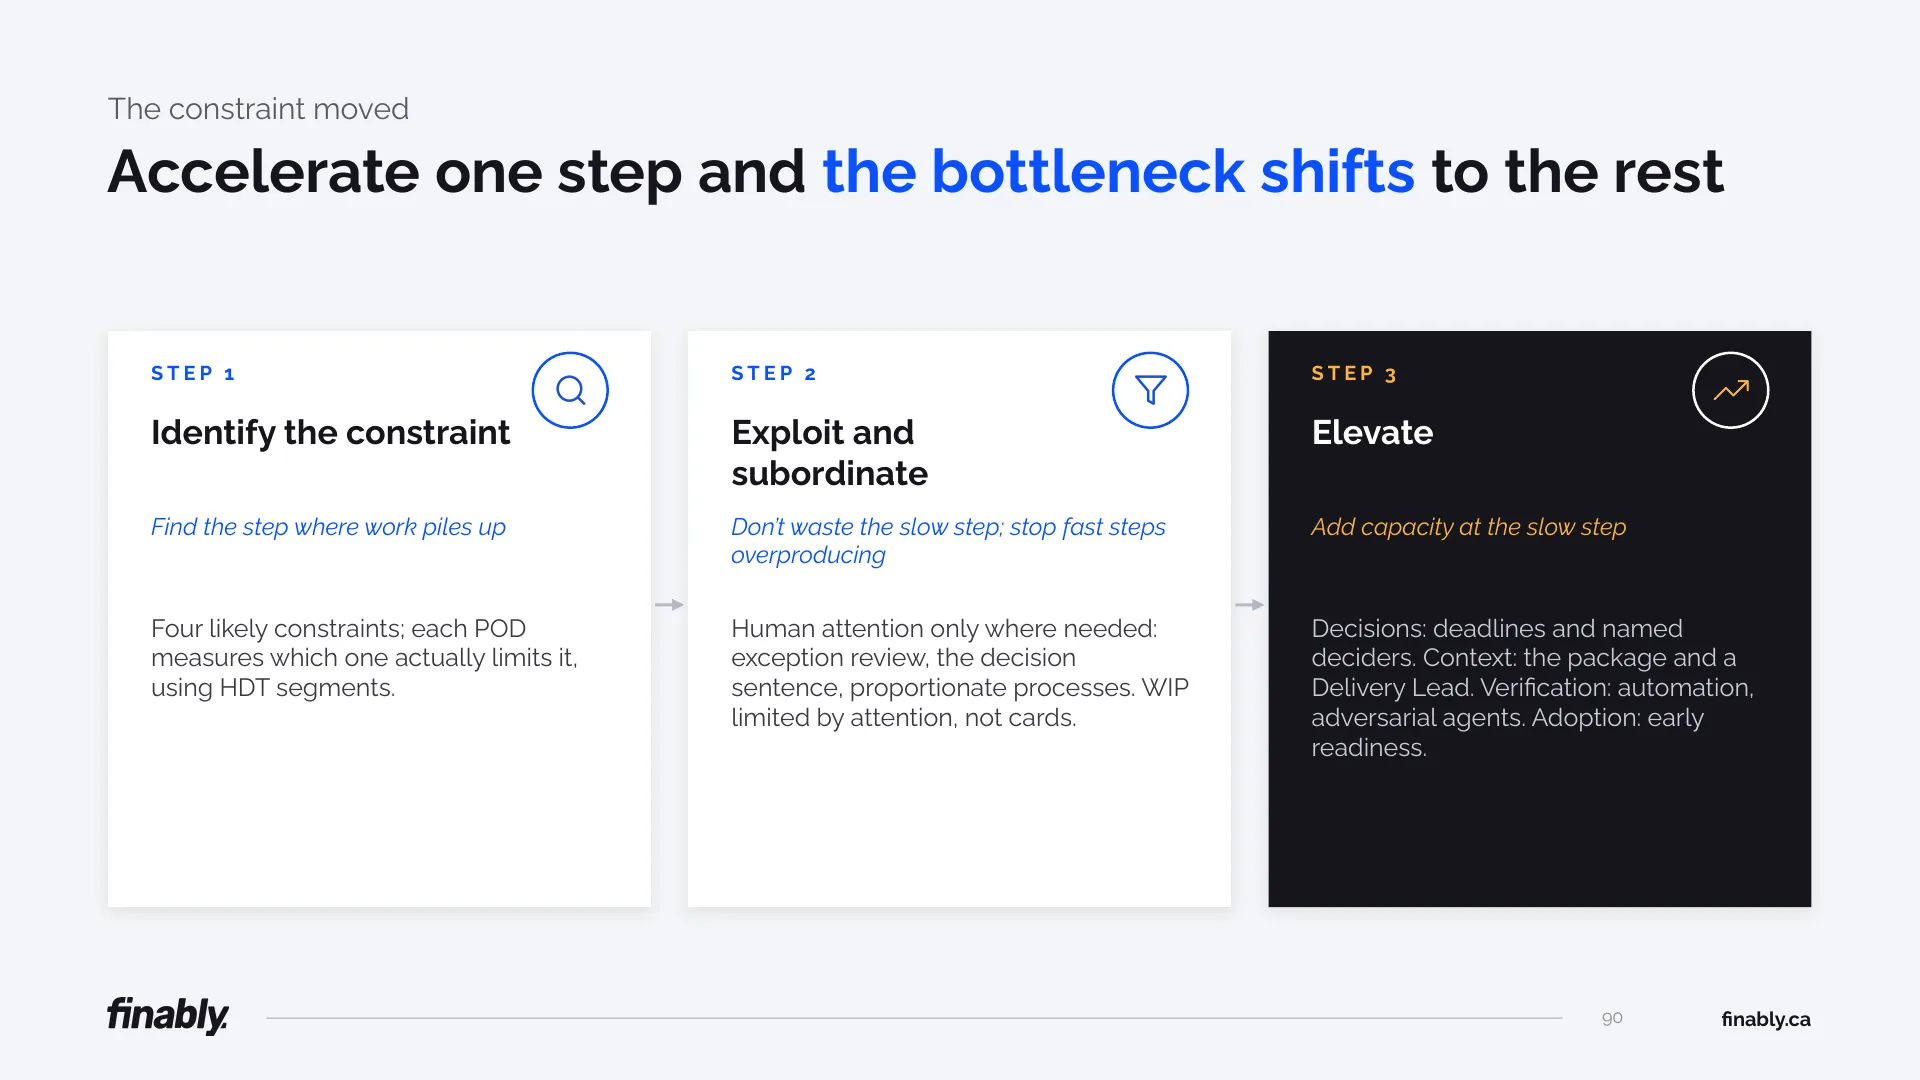 The constraint moved
Accelerate one step and the bottleneck shifts to the rest
STEP 1
Identify the constraint
Find the step where work piles up
Four likely constraints; each POD
measures which one actually limits it,
using HDT segments.
STEP 2
Exploit and
subordinate
Don't waste the slow step; stop fast steps
overproducing
Human attention only where needed:
exception review, the decision
sentence, proportionate processes. WIP
limited by attention, not cards.
STEP 3
Elevate
Add capacity at the slow step
Decisions: deadlines and named
deciders. Context: the package and a
Delivery Lead. Verification: automation,
adversarial agents. Adoption: early
readiness.
finably.
90
finably.ca